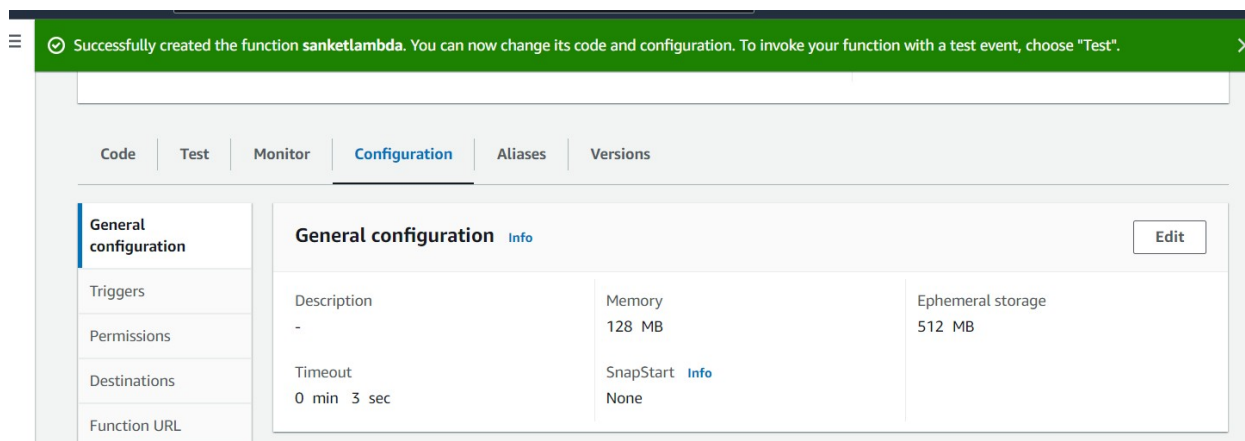 Successfully created the function sanketlambda. You can now change its code and configuration. To invoke your function with a test event, choose "Test".
Code Test Monitor Configuration Aliases Versions
General
configuration
Triggers
Permissions
Destinations
Function URL
General configuration Info
Edit
Description
-
Memory
128 MB
Ephemeral storage
512 MB
Timeout
0 min 3 sec
SnapStart Info
None